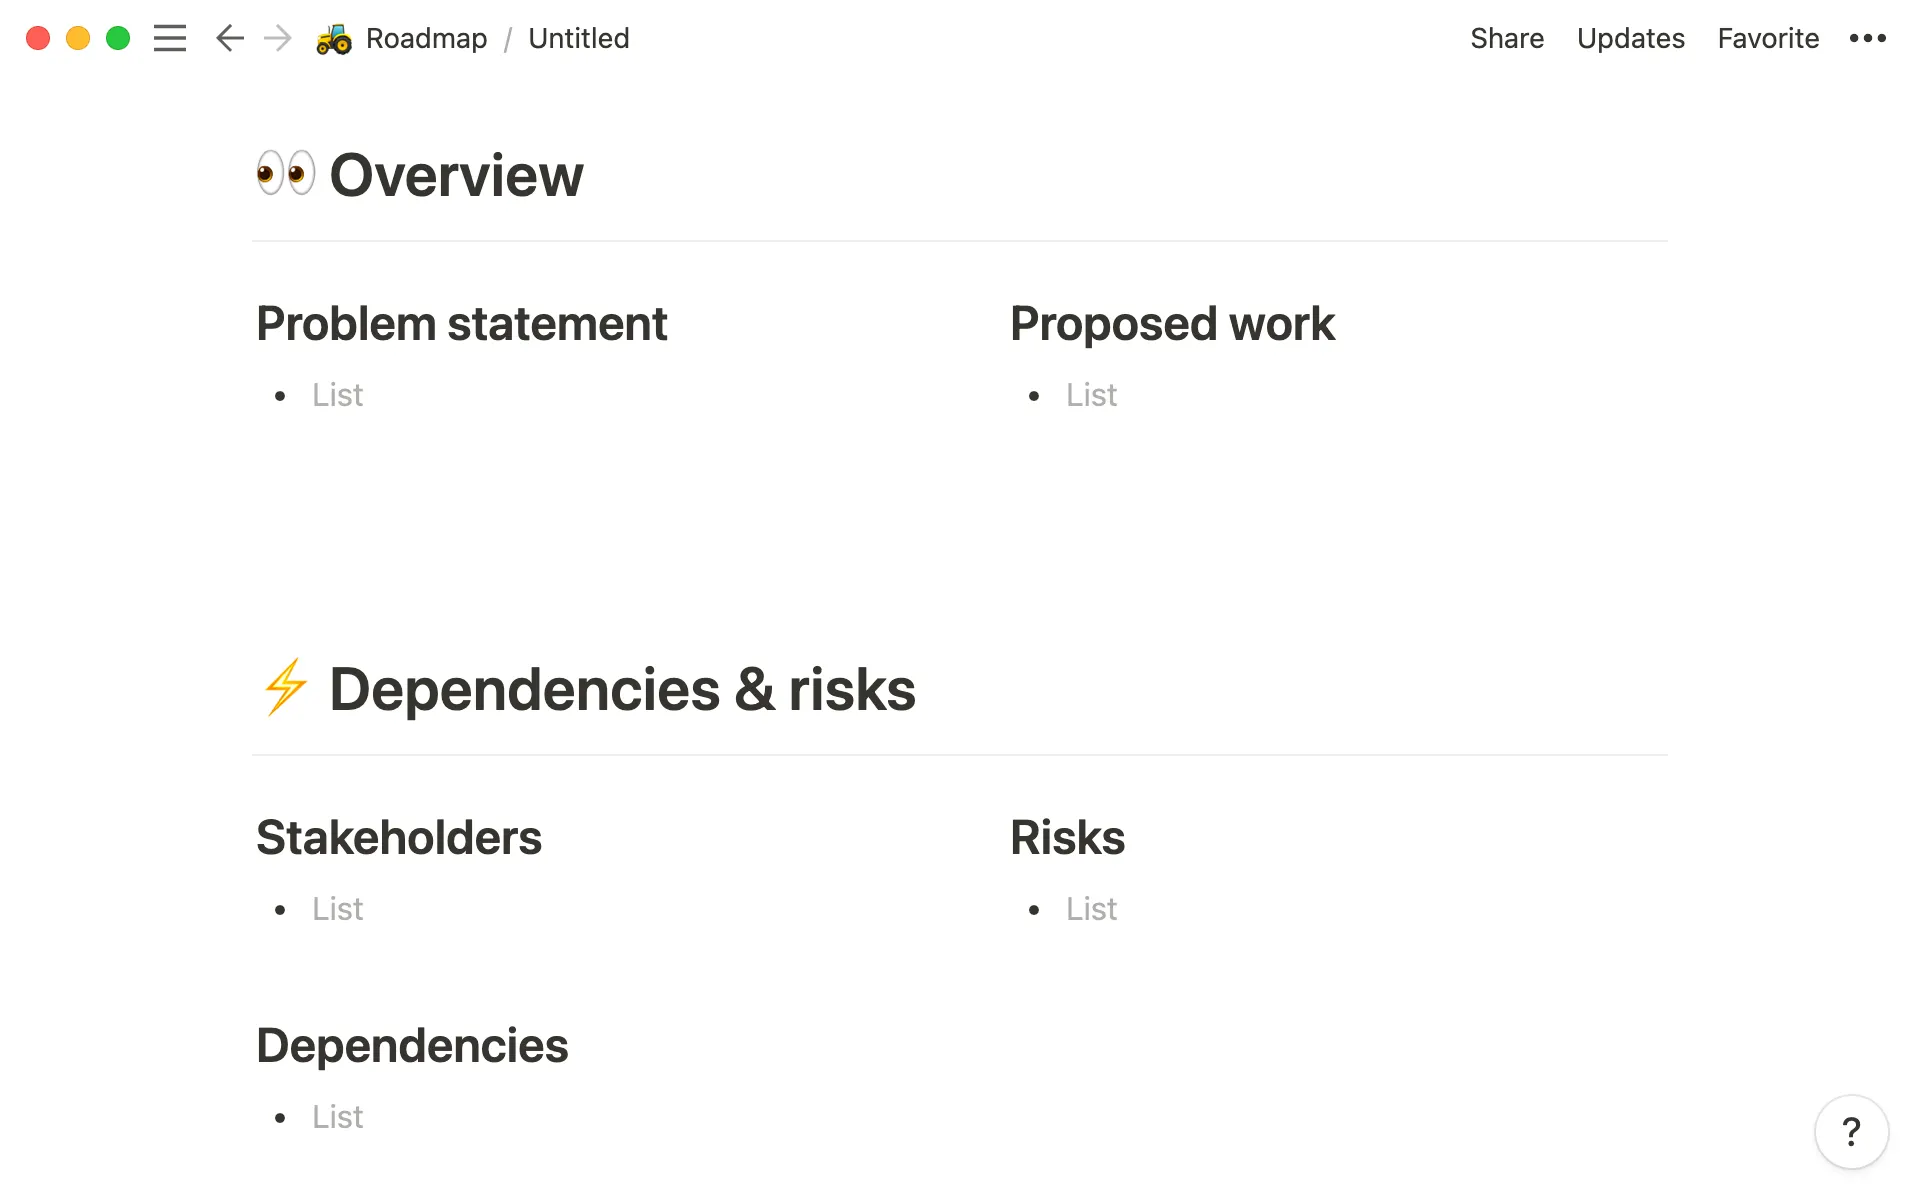 Roadmap / Untitled
Share Updates Favorite •••
👀 Overview
Problem statement
• List
Proposed work
• List
⚡ Dependencies & risks
Stakeholders
• List
Risks
• List
Dependencies
• List
?